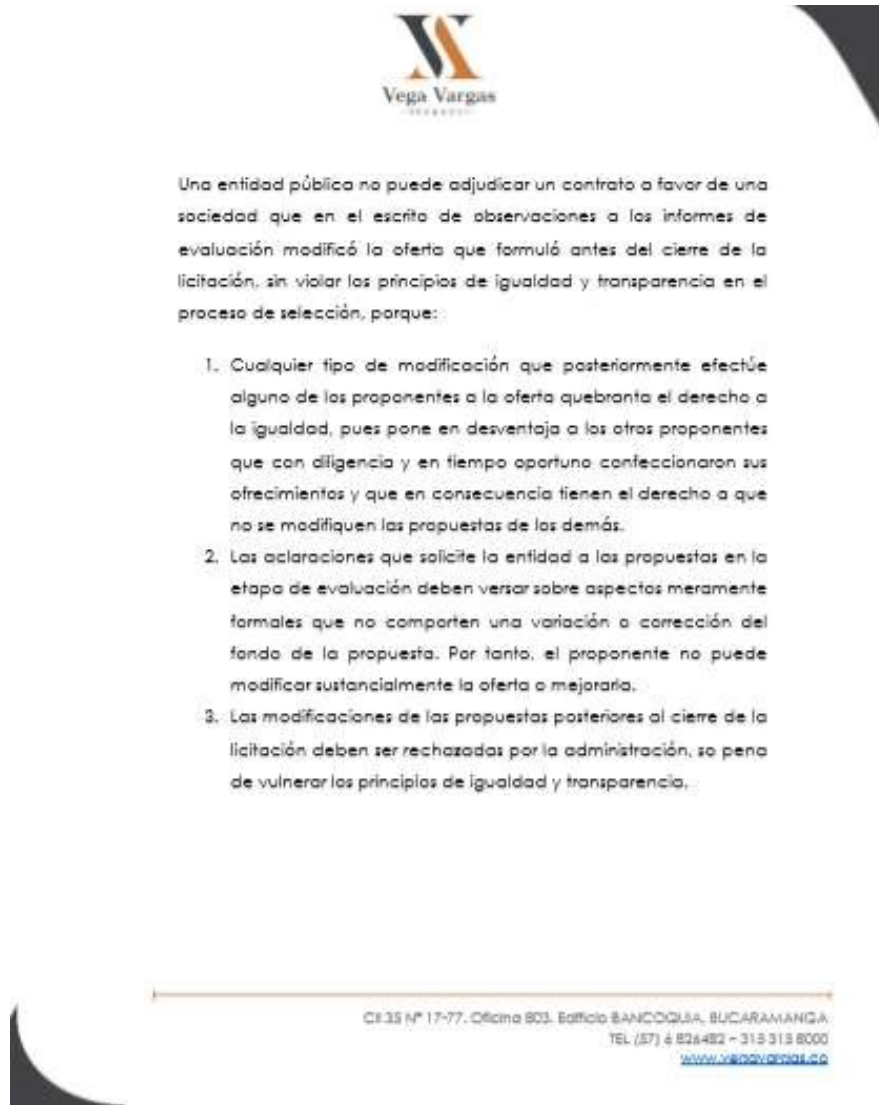 Vega Vargas
Una entidad pública no puede adjudicar un contrato a favor de una
sociedad que en el escrito de observaciones a los informes de
evaluación modificó la oferta que formuló antes del cierre de la
licitación, sin violar los principios de igualdad y transparencia en el
proceso de selección, porque:
1. Cualquier tipo de modificación que posteriormente efectúe
alguno de los proponentes a la oferta quebranta el derecho a
la igualdad, pues pone en desventaja a los otros proponentes
que con diligencia y en tiempo oportuno confeccionaron sus
ofrecimientos y que en consecuencia tienen el derecho a que
no se modifiquen las propuestas de los demás.
2. Las aclaraciones que solicite la entidad a las propuestas en la
etapa de evaluación deben versar sobre aspectos meramente
formales que no comporten una variación o corrección del
fondo de la propuesta. Por tanto, el proponente no puede
modificar sustancialmente la oferta o mejorarla.
3. Las modificaciones de las propuestas posteriores al cierre de la
licitación deben ser rechazadas por la administración, so pena
de vulnerar los principios de igualdad y transparencia.
Cll 35 N° 17-77. Oficina 803. Edificio BANCOQUIA, BUCARAMANGA
TEL (57) 6 826482 – 315 313 8000
www.vegavargas.co